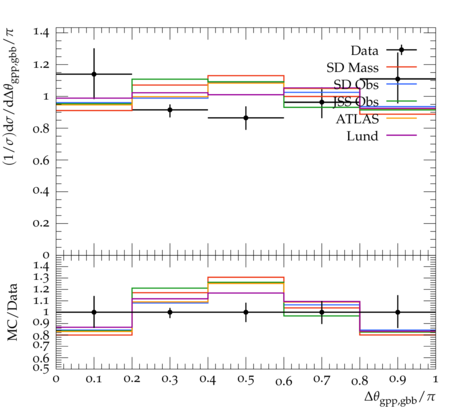 (1/σ)dσ/dΔθgpp,gbb/π
1.4
1.2
1
0.8
0.6
0.4
0.2
0
Data
SD Mass
SD Obs
JSS Obs
ATLAS
Lund
MC/Data
1.4
1.3
1.2
1.1
1
0.9
0.8
0.7
0.6
0.5
0 0.1 0.2 0.3 0.4 0.5 0.6 0.7 0.8 0.9 1
Δθgpp,gbb/π